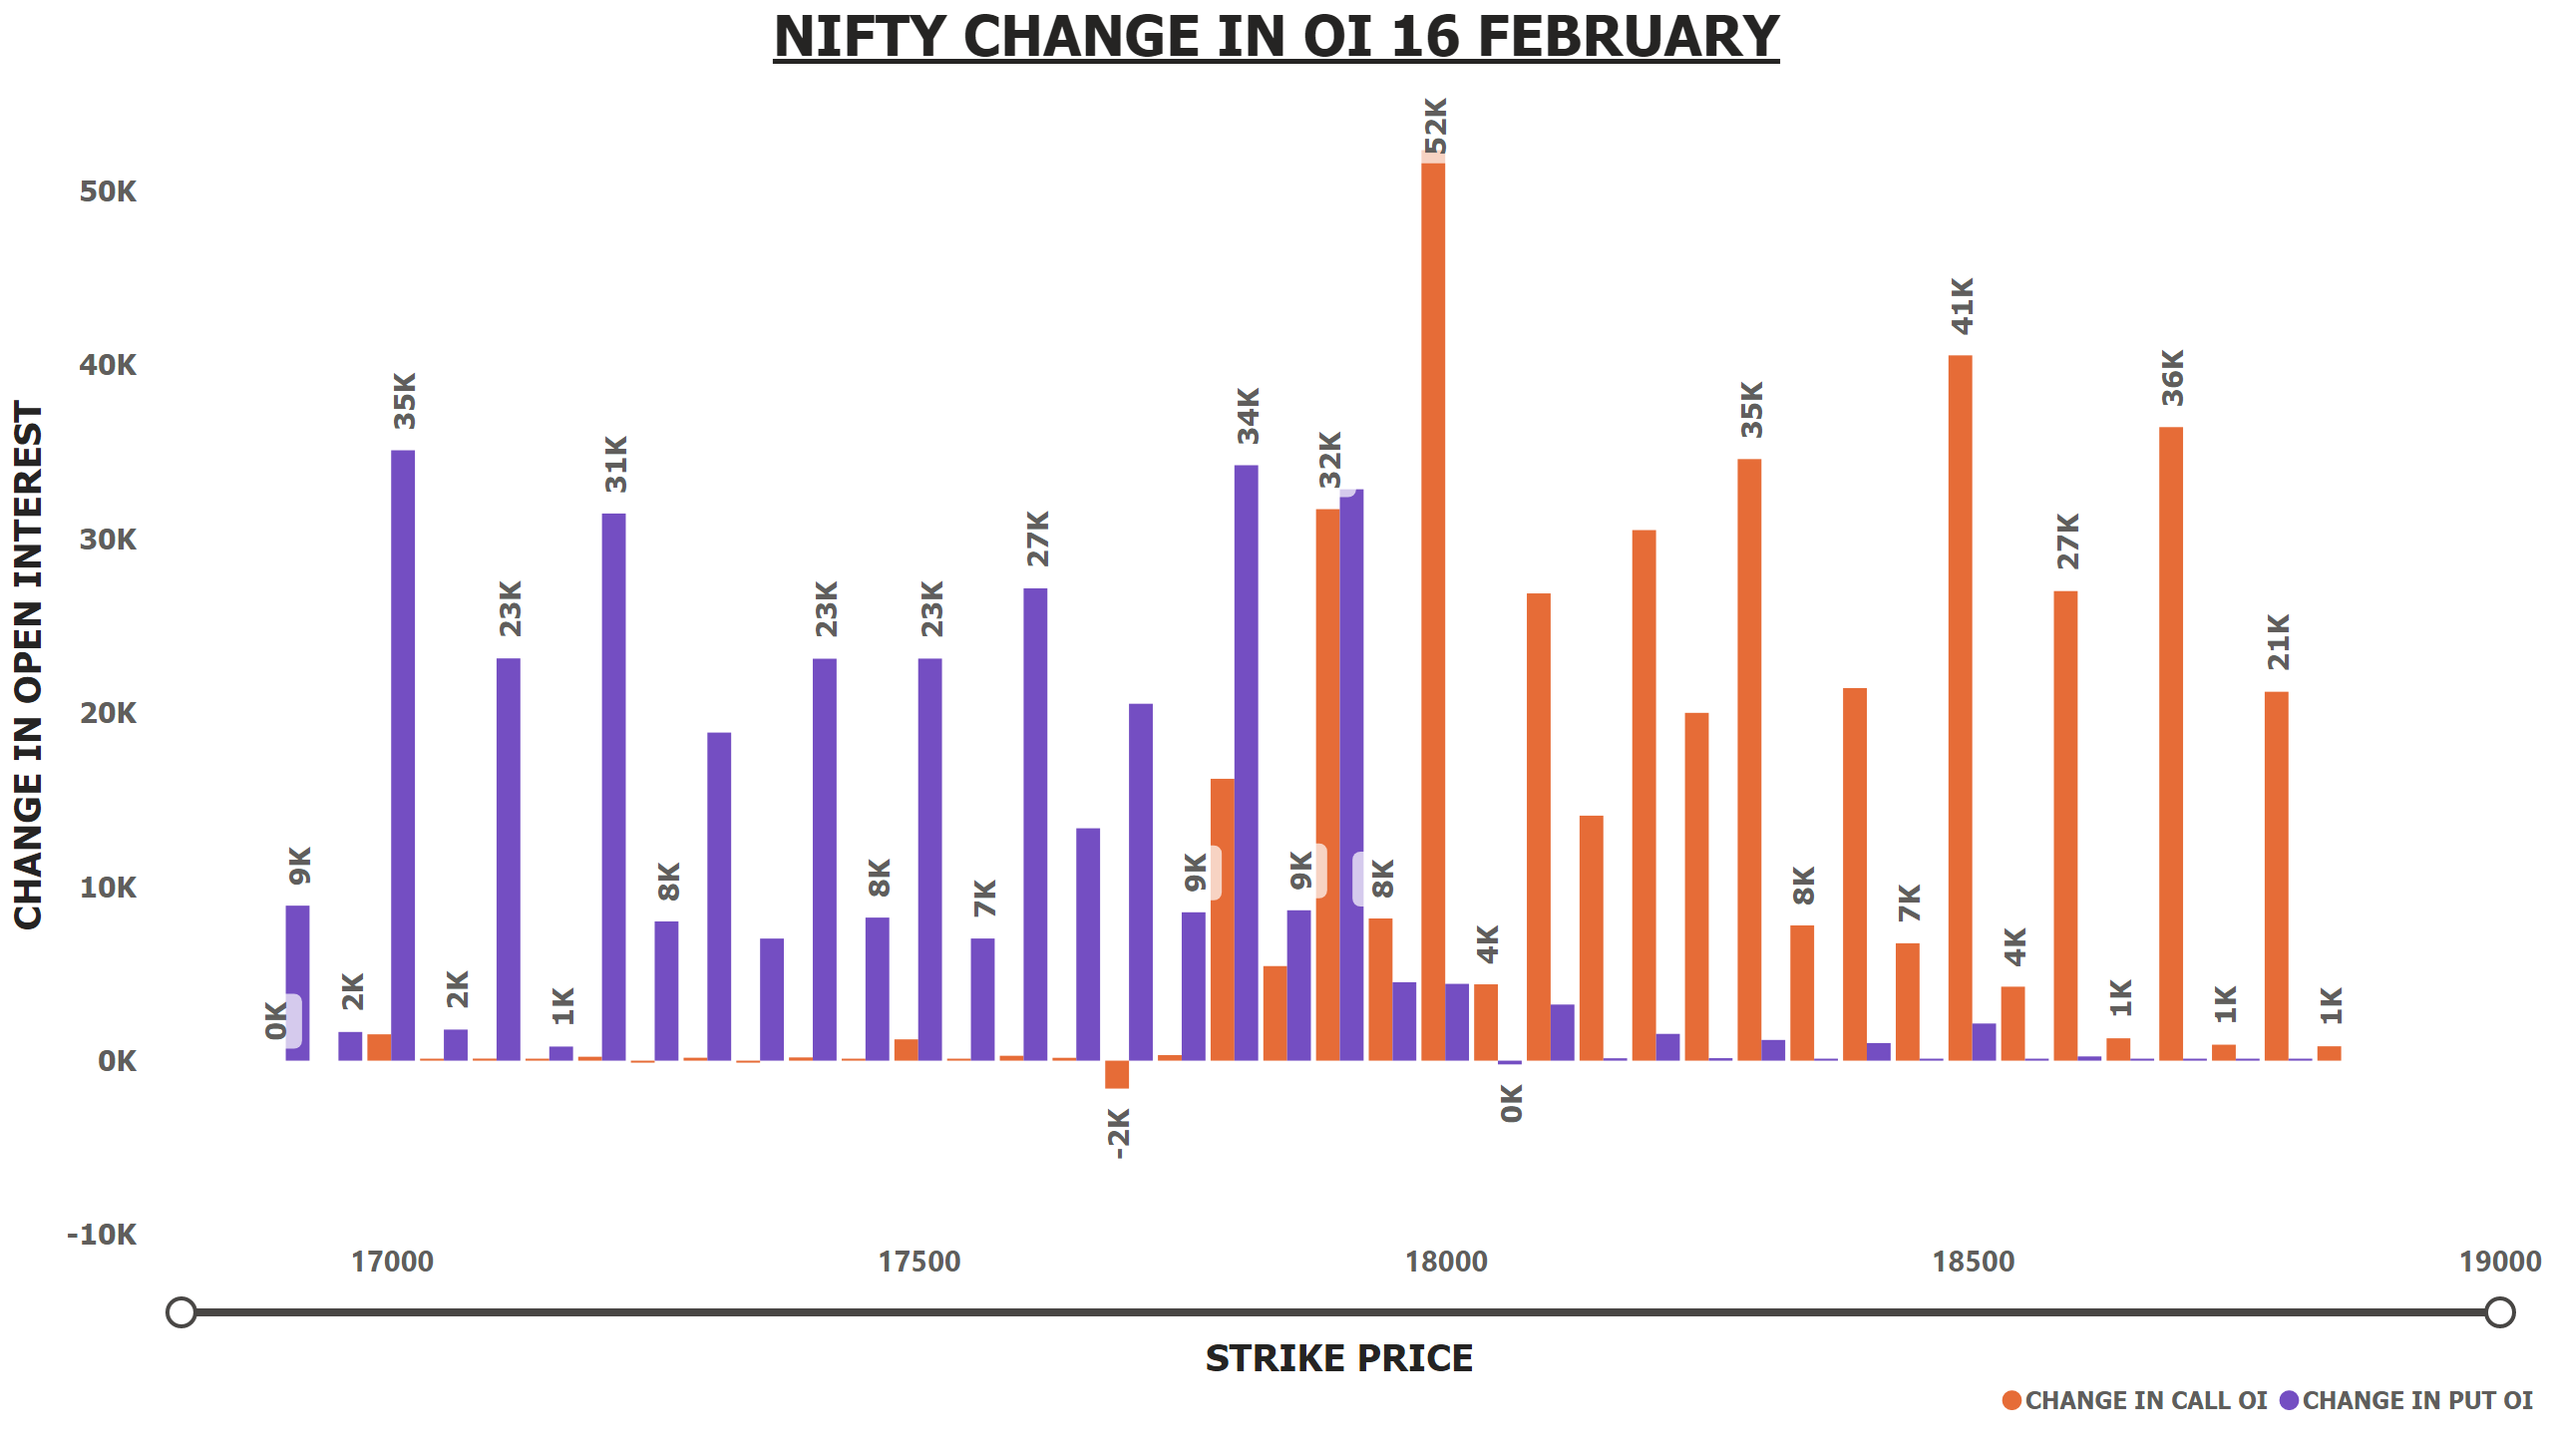 NIFTY CHANGE IN OI 16 FEBRUARY
CHANGE IN OPEN INTEREST
50K
40K
30K
20K
10K
0K
-10K
0K
9K
2K
35K
2K
23K
1K
31K
8K
23K
8K
23K
7K
27K
-2K
9K
34K
9K
32K
8K
52K
4K
0K
35K
8K
7K
41K
4K
27K
1K
36K
1K
21K
1K
17000 17500 18000 18500 19000
STRIKE PRICE
CHANGE IN CALL OI CHANGE IN PUT OI